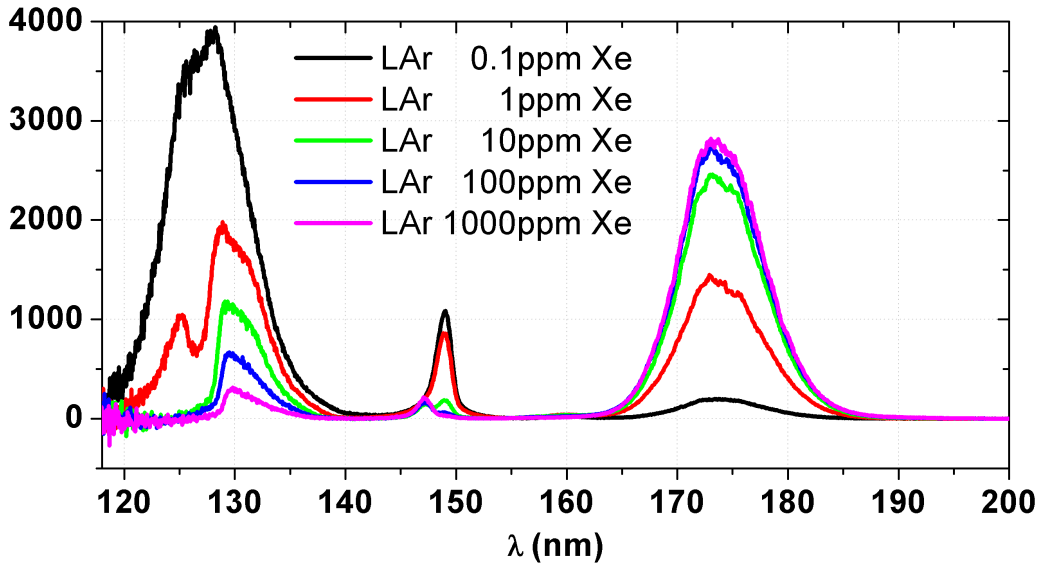 4000
3000
2000
1000
0
LAr 0.1ppm Xe
LAr 1ppm Xe
LAr 10ppm Xe
LAr 100ppm Xe
LAr 1000ppm Xe
120 130 140 150 160 170 180 190 200
λ (nm)